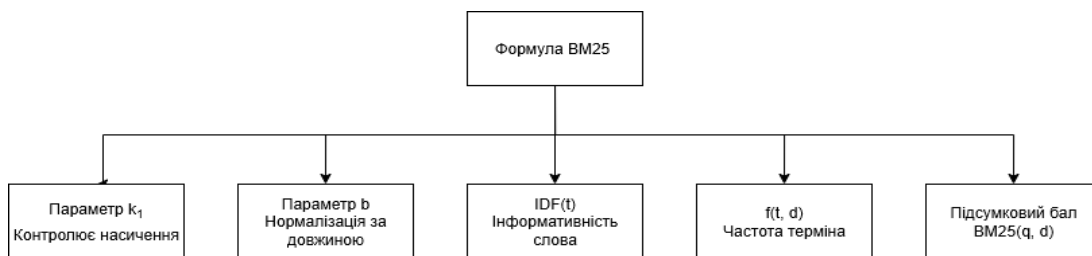 Формула BM25
Параметр k₁
Контролює насичення
Параметр b
Нормалізація за
довжиною
IDF(t)
Інформативність
слова
f(t, d)
Частота терміна
Підсумковий бал
BM25(q, d)